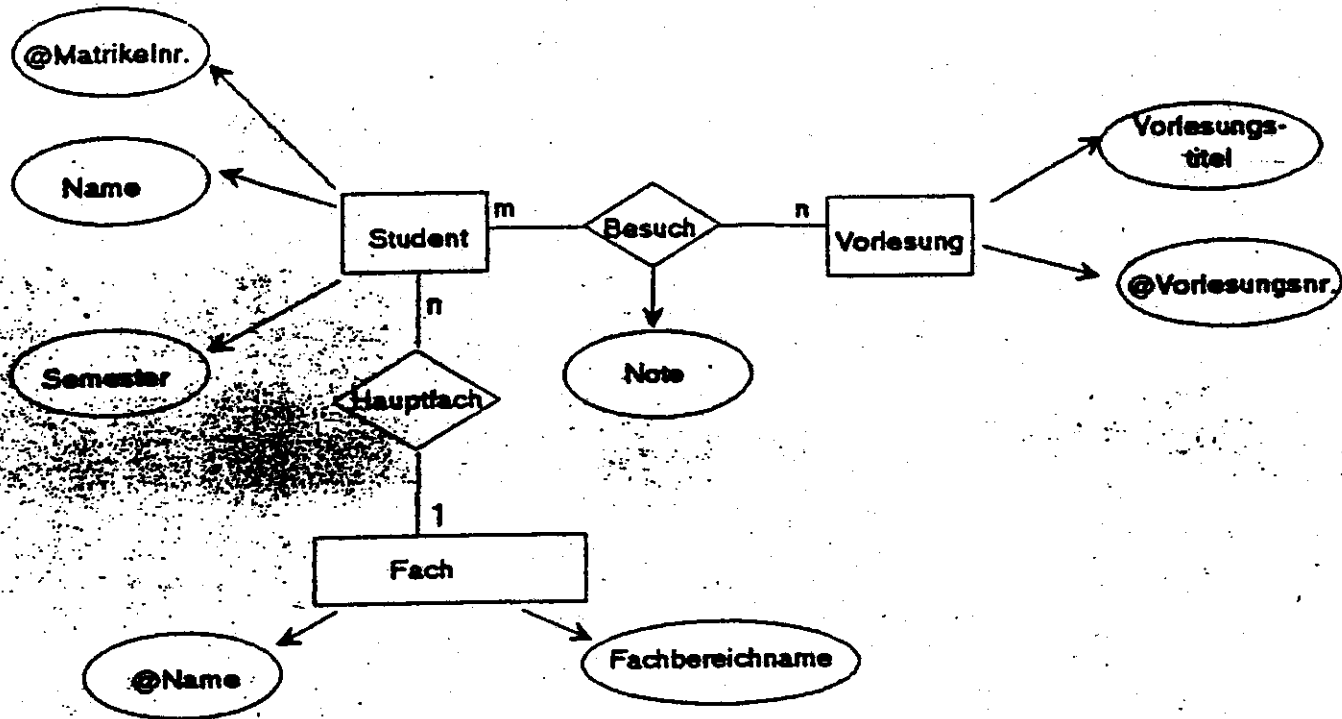 @Matrikelnr.
Name
Semester
Student
m
Besuch
n
Vorlesung
Vorlesungs-
titel
@Vorlesungsnr.
Note
n
Hauptfach
1
Fach
@Name
Fachbereichname